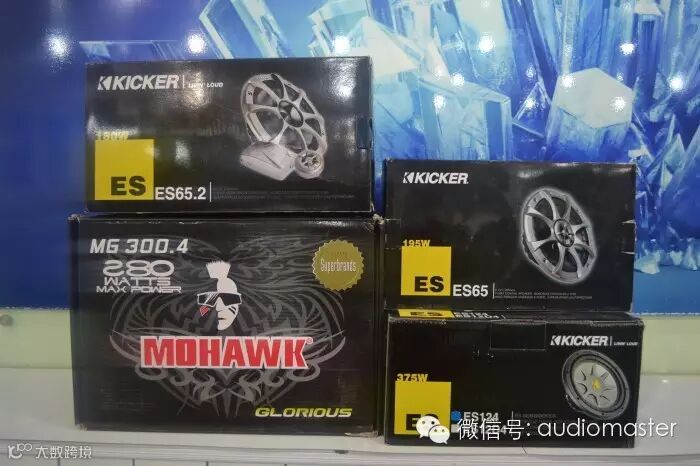 KICKER LIVIN' LOUD
180W
ES ES65.2
KICKER
195W
ES ES65
MG 300.4
280
WATTS
MAX POWER
Superbrands
MOHAWK
GLORIOUS
ES
KICKER LIVIN' LOUD
375W
ES ES124
微信号: audiomaster
大数跨境